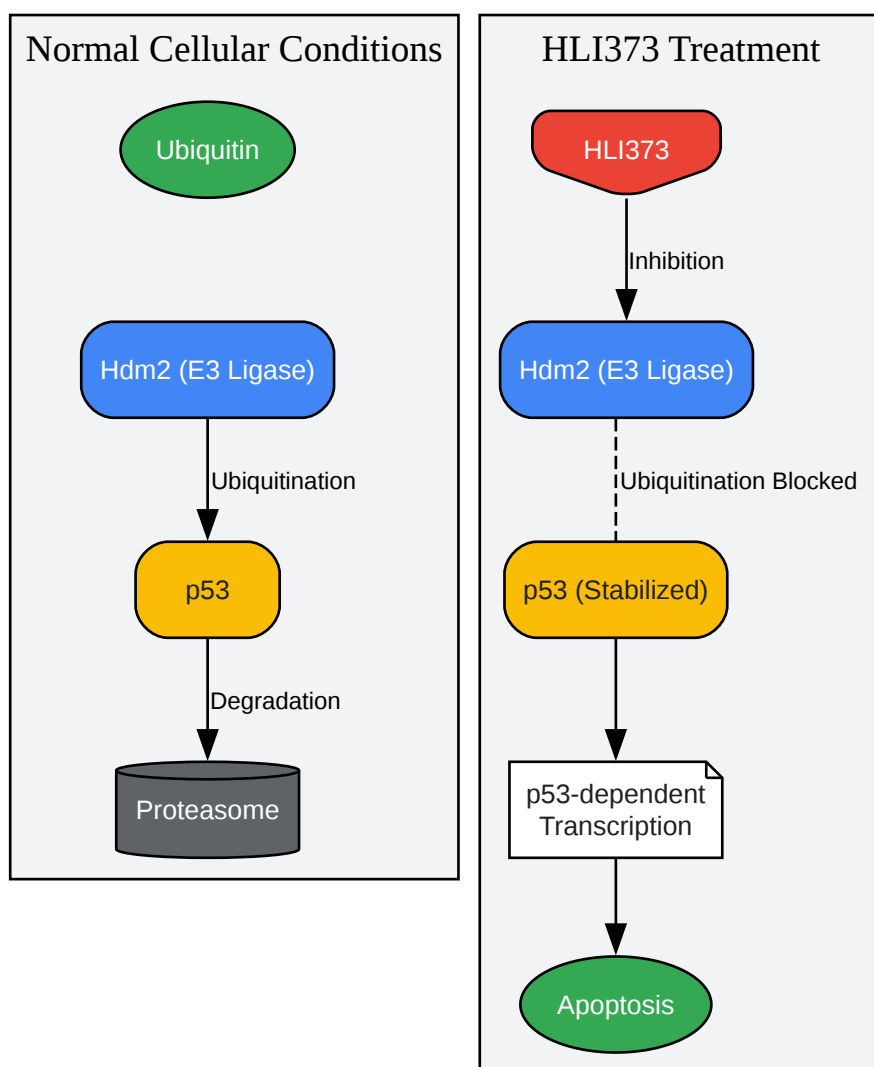 Normal Cellular Conditions
Ubiquitin
Hdm2 (E3 Ligase)
Ubiquitination
p53
Degradation
Proteasome
HLI373 Treatment
HLI373
Inhibition
Hdm2 (E3 Ligase)
Ubiquitination Blocked
p53 (Stabilized)
p53-dependent
Transcription
Apoptosis